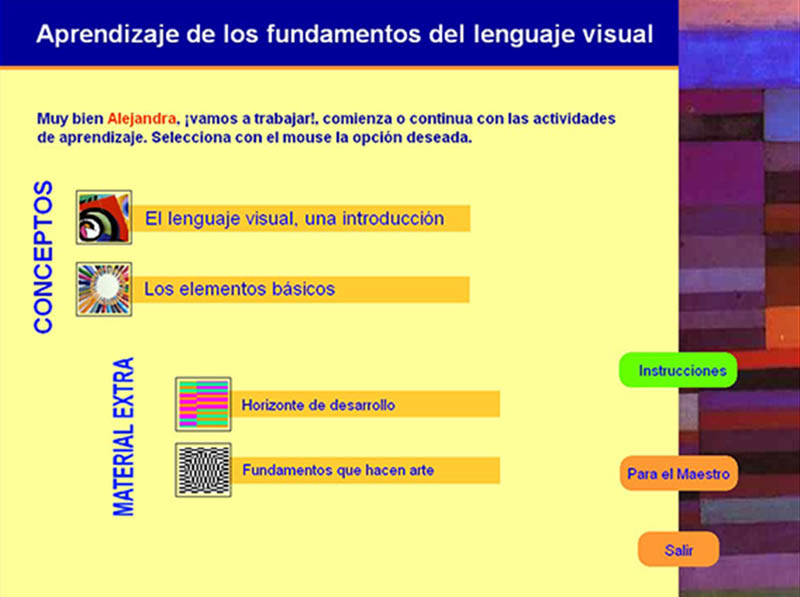 Aprendizaje de los fundamentos del lenguaje visual
Muy bien Alejandra, ¡vamos a trabajar!, comienza o continua con las actividades
de aprendizaje. Selecciona con el mouse la opción deseada.
CONCEPTOS
El lenguaje visual, una introducción
Los elementos básicos
MATERIAL EXTRA
Horizonte de desarrollo
Fundamentos que hacen arte
Instrucciones
Para el Maestro
Salir